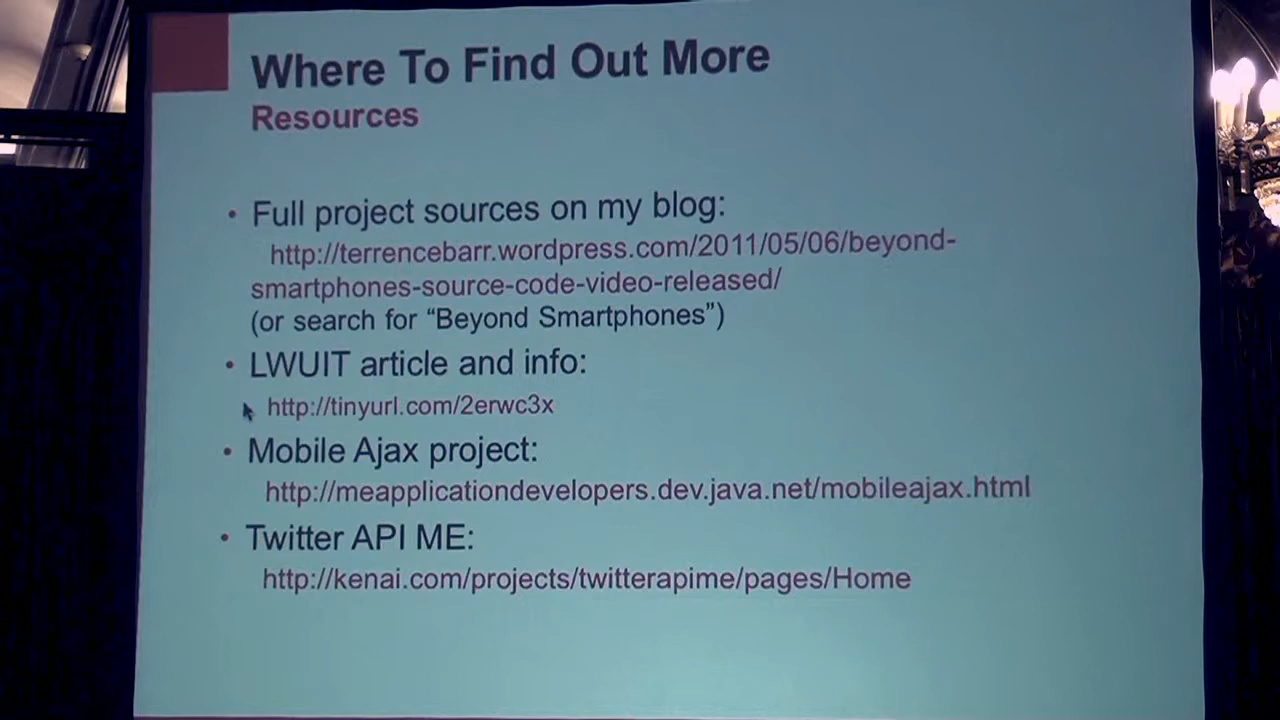 Where To Find Out More
Resources
• Full project sources on my blog:
http://terrencebarr.wordpress.com/2011/05/06/beyond-
smartphones-source-code-video-released/
(or search for “Beyond Smartphones”)
• LWUIT article and info:
http://tinyurl.com/2erwc3x
• Mobile Ajax project:
http://meapplicationdevelopers.dev.java.net/mobileajax.html
• Twitter API ME:
http://kenai.com/projects/twitterapime/pages/Home